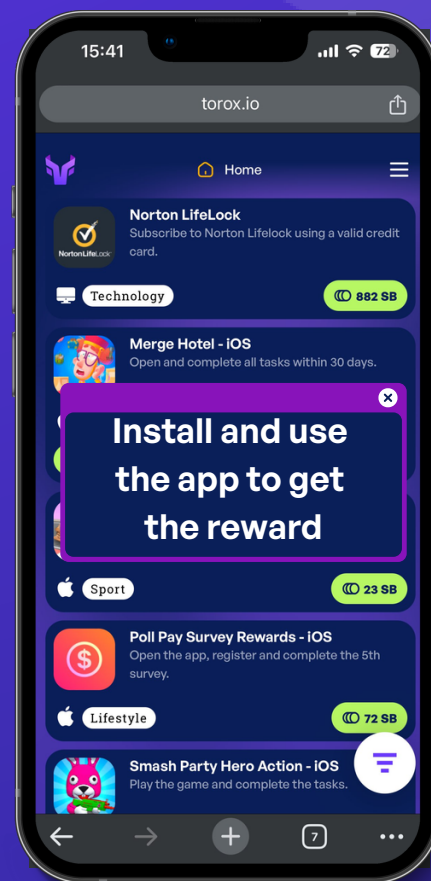 15:41
72
torox.io
Home
Norton LifeLock
Subscribe to Norton Lifelock using a valid credit
card.
NortonLifeLock
Technology
882 SB
Merge Hotel - iOS
Open and complete all tasks within 30 days.
Install and use
the app to get
the reward
Sport
23 SB
Poll Pay Survey Rewards - iOS
Open the app, register and complete the 5th
survey.
Lifestyle
72 SB
Smash Party Hero Action - iOS
Play the game and complete the tasks.
7